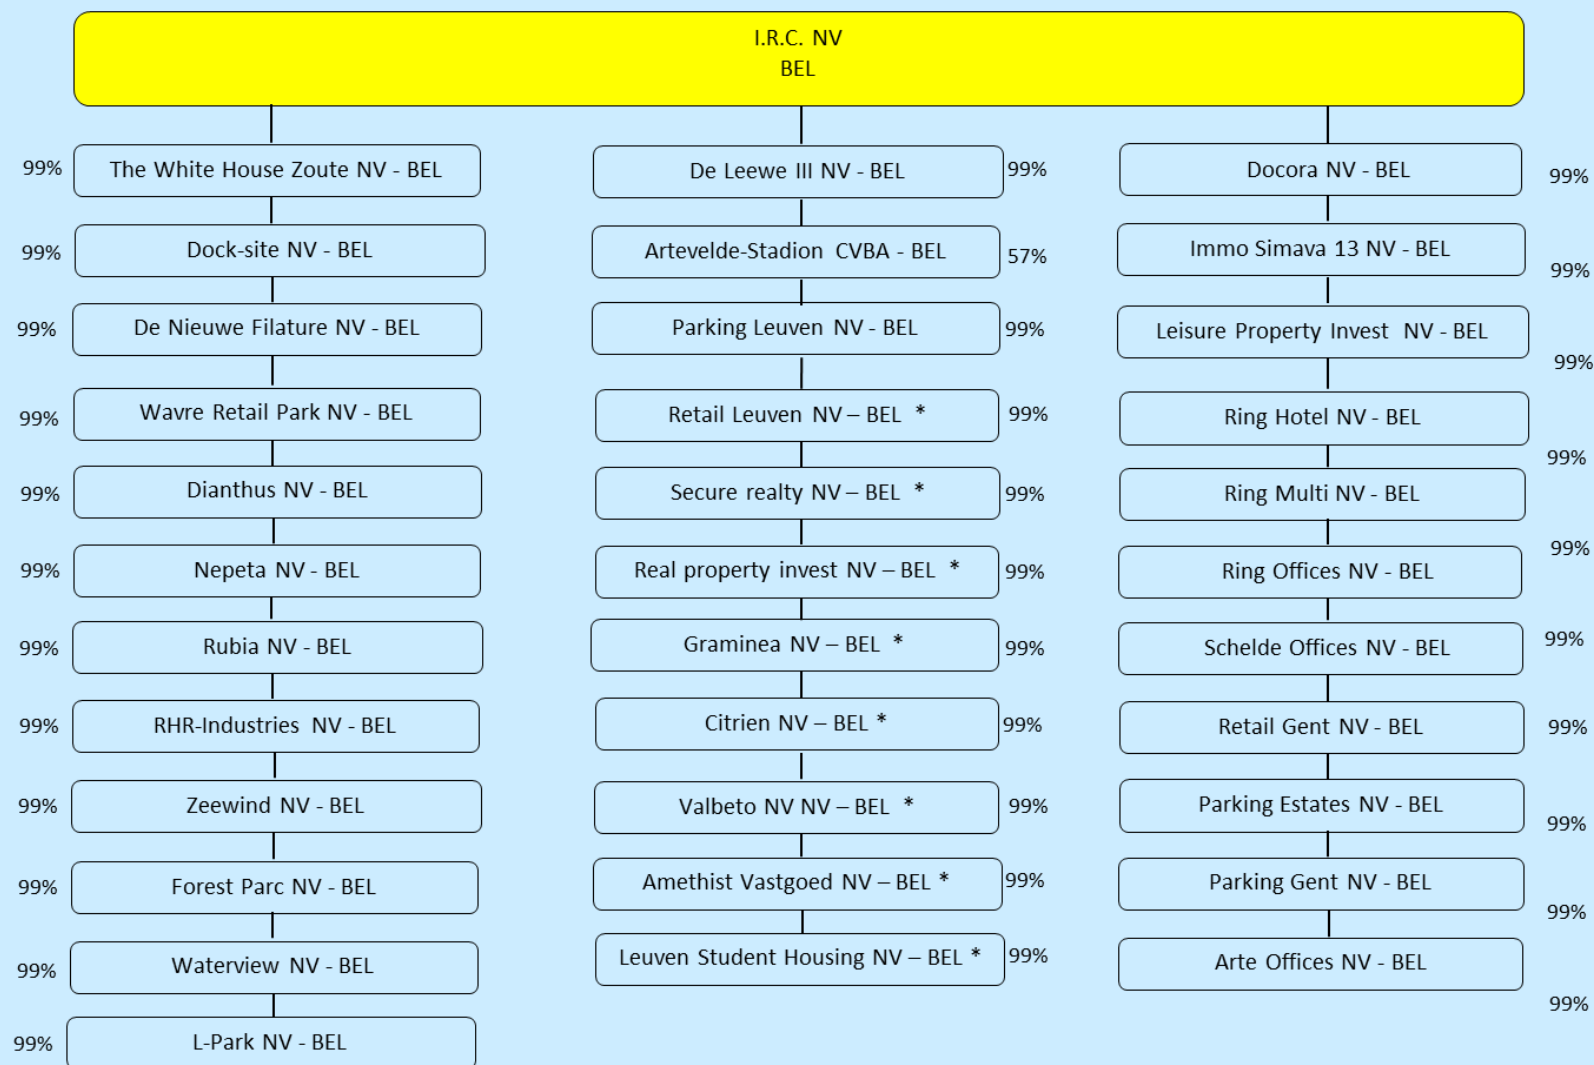 I.R.C. NV
BEL
99% The White House Zoute NV - BEL
99% Dock-site NV - BEL
99% De Nieuwe Filature NV - BEL
99% Wavre Retail Park NV - BEL
99% Dianthus NV - BEL
99% Nepeta NV - BEL
99% Rubia NV - BEL
99% RHR-Industries NV - BEL
99% Zeewind NV - BEL
99% Forest Parc NV - BEL
99% Waterview NV - BEL
99% L-Park NV - BEL
De Leewe III NV - BEL 99%
Artevelde-Stadion CVBA - BEL 57%
Parking Leuven NV - BEL 99%
Retail Leuven NV – BEL * 99%
Secure realty NV – BEL * 99%
Real property invest NV – BEL * 99%
Graminea NV – BEL * 99%
Citrien NV – BEL * 99%
Valbeto NV NV – BEL * 99%
Amethist Vastgoed NV – BEL * 99%
Leuven Student Housing NV – BEL * 99%
Docora NV - BEL 99%
Immo Simava 13 NV - BEL 99%
Leisure Property Invest NV - BEL 99%
Ring Hotel NV - BEL 99%
Ring Multi NV - BEL 99%
Ring Offices NV - BEL 99%
Schelde Offices NV - BEL 99%
Retail Gent NV - BEL 99%
Parking Estates NV - BEL 99%
Parking Gent NV - BEL 99%
Arte Offices NV - BEL 99%